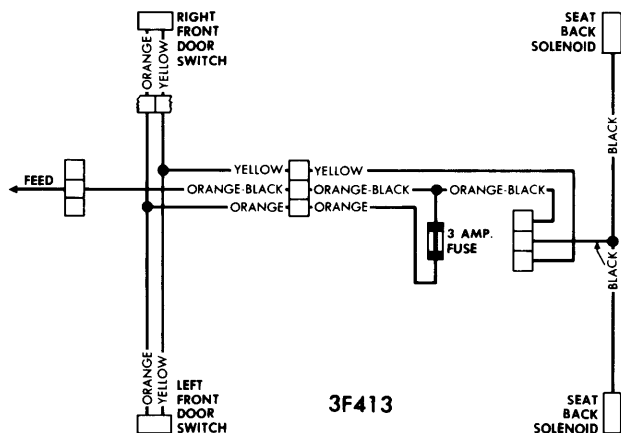 RIGHT
FRONT
DOOR
SWITCH
ORANGE
YELLOW
SEAT
BACK
SOLENOID
BLACK
FEED
YELLOW
YELLOW
ORANGE-BLACK
ORANGE-BLACK
ORANGE-BLACK
ORANGE
ORANGE
3 AMP.
FUSE
BLACK
ORANGE
YELLOW
LEFT
FRONT
DOOR
SWITCH
3F413
SEAT
BACK
SOLENOID